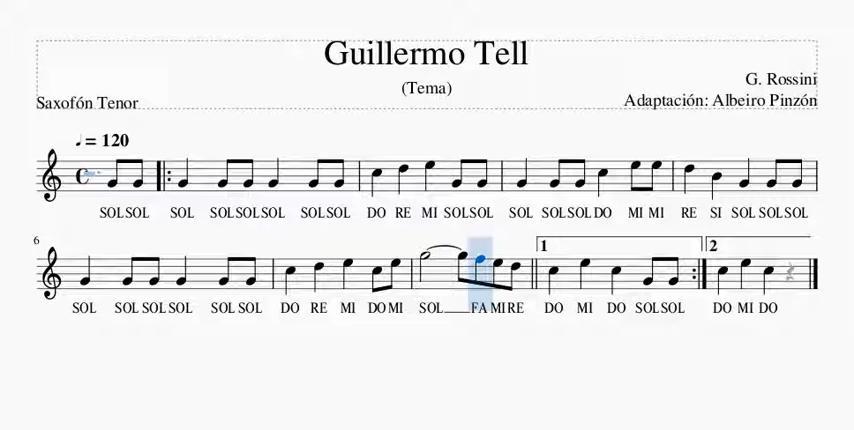 Guillermo Tell
(Tema)
G. Rossini
Saxofón Tenor
Adaptación: Albeiro Pinzón
♩ = 120
SOL SOL SOL SOL SOL SOL SOL SOL DO RE MI SOL SOL SOL SOL SOL DO MI MI RE SI SOL SOL SOL
6
1
2
SOL SOL SOL SOL SOL SOL DO RE MI DO MI SOL FA MI RE DO MI DO SOL SOL DO MI DO